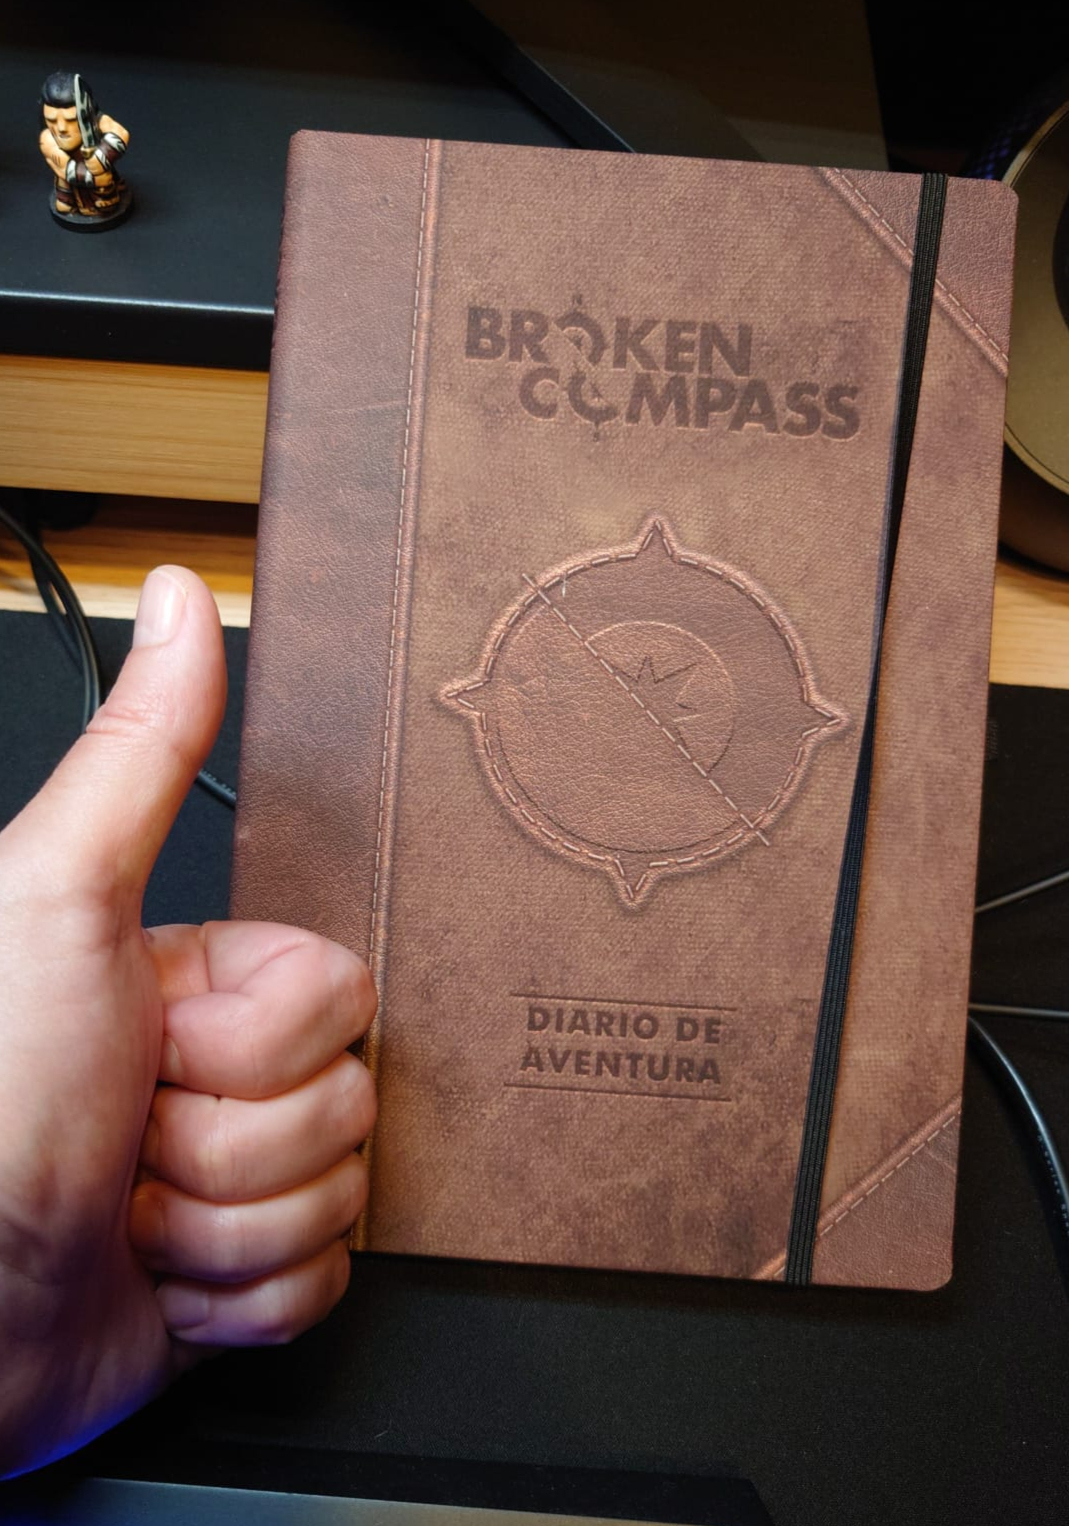 BROKEN
COMPASS
DIARIO DE
AVENTURA